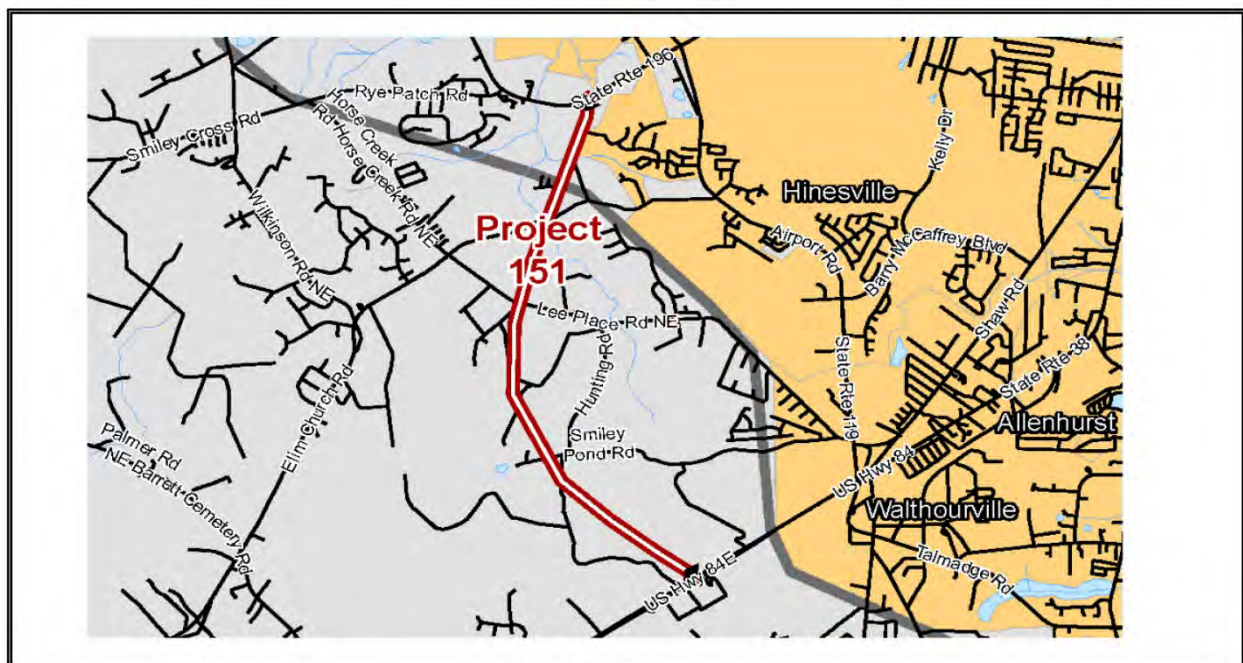 State Rte 196
Rye Patch Rd
Smiley Cross Rd
Horse Creek
Rd Horse Creek Rd NE
Kelly Dr
Hinesville
Wilkinson Rd NE
Project
151
Airport Rd
Barry McCaffrey Blvd
Shaw Rd
Lee Place Rd NE
Hunting Rd
State Rte 119
State Rte 38
Elim Church Rd
Allenhurst
Smiley
Pond Rd
Palmer Rd
NE Barrett Cemetery Rd
US Hwy 84
Walthourville
Talmadge Rd
US Hwy 84E